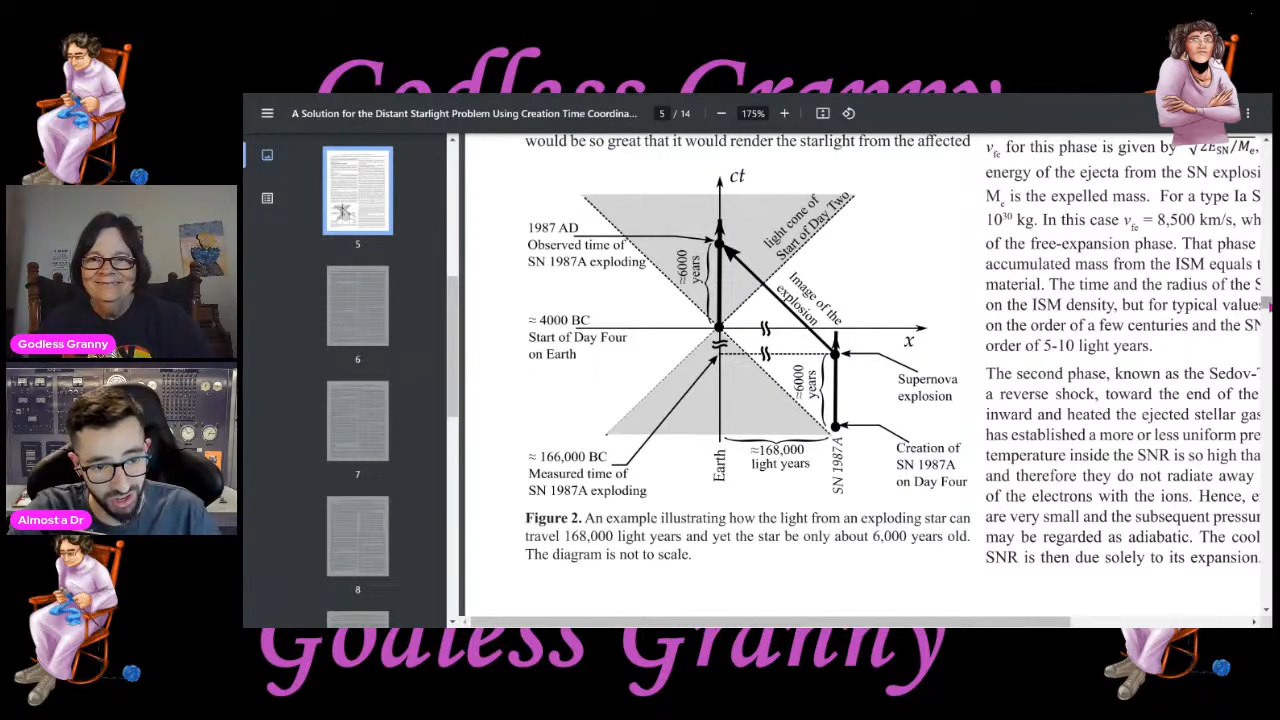 Godless Granny
A Solution for the Distant Starlight Problem Using Creation Time Coordina...
5 / 14
175%
would be so great that it would render the starlight from the affected
ct
1987 AD
Observed time of
SN 1987A exploding
≈6000
years
light cone of
Start of Day Two
Image of the
explosion
≈ 4000 BC
Start of Day Four
on Earth
x
≈6000
years
Supernova
explosion
≈ 166,000 BC
Measured time of
SN 1987A exploding
Earth
≈168,000
light years
SN 1987A
Creation of
SN 1987A
on Day Four
Figure 2. An example illustrating how the light from an exploding star can
travel 168,000 light years and yet the star be only about 6,000 years old.
The diagram is not to scale.
v_fe for this phase is given by √2E_SN/M_e,
energy of the ejecta from the SN explosi
M_e is the expelled mass. For a type Ia S
10³⁰ kg. In this case v_fe = 8,500 km/s, wh
of the free-expansion phase. That phase
accumulated mass from the ISM equals t
material. The time and the radius of the S
on the ISM density, but for typical value
on the order of a few centuries and the SN
order of 5-10 light years.
The second phase, known as the Sedov-
a reverse shock, toward the end of the
inward and heated the ejected stellar gas
has established a more or less uniform pre
temperature inside the SNR is so high tha
and therefore they do not radiate away
of the electrons with the ions. Hence, e
are very small and the subsequent pressur
may be regarded as adiabatic. The cool
SNR is then due solely to its expansion.
5
6
7
8
Godless Granny
Almost a Dr
Godless Granny